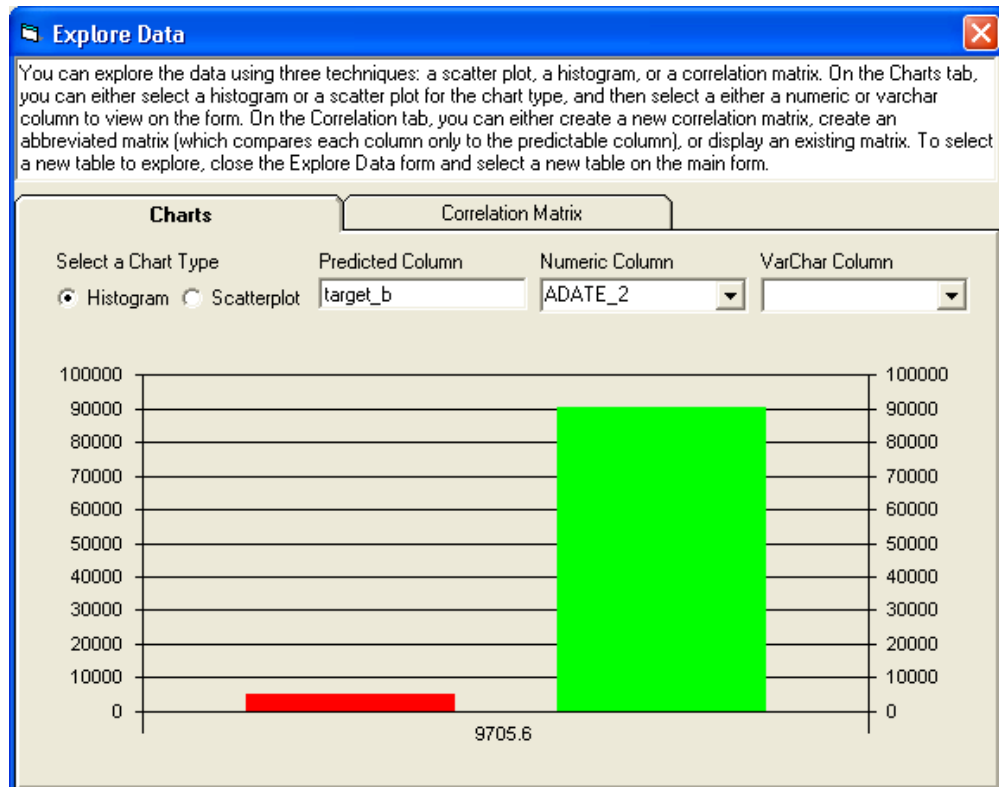 Explore Data
You can explore the data using three techniques: a scatter plot, a histogram, or a correlation matrix. On the Charts tab,
you can either select a histogram or a scatter plot for the chart type, and then select a either a numeric or varchar
column to view on the form. On the Correlation tab, you can either create a new correlation matrix, create an
abbreviated matrix (which compares each column only to the predictable column), or display an existing matrix. To select
a new table to explore, close the Explore Data form and select a new table on the main form.
Charts Correlation Matrix
Select a Chart Type Predicted Column Numeric Column VarChar Column
Histogram Scatterplot target_b ADATE_2
100000 100000
90000 90000
80000 80000
70000 70000
60000 60000
50000 50000
40000 40000
30000 30000
20000 20000
10000 10000
0 0
9705.6